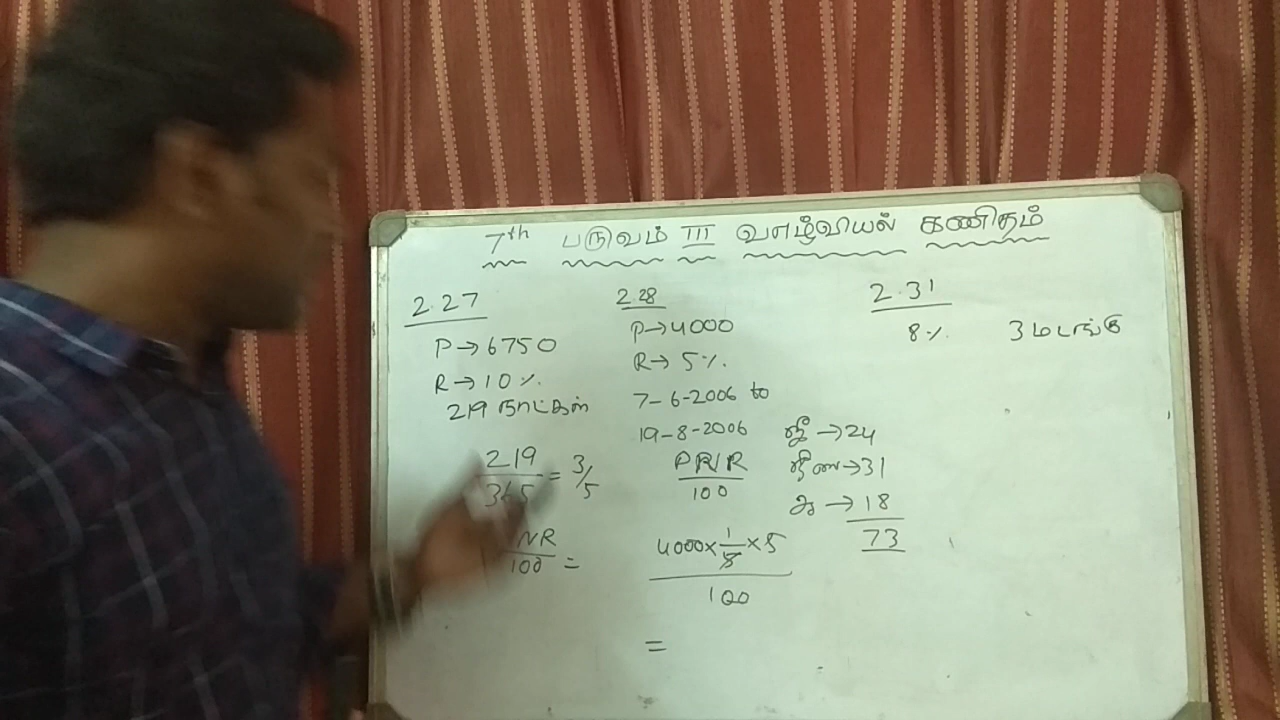 7th பருவம் III வாழ்வியல் கணிதம்
2.27
P→6750
R→10%.
219 நாட்கள்
219/365 = 3/5
NR/100 =
2.28
P→4000
R→5%.
7-6-2006 to
19-8-2006
PNR/100
4000×1/5×5
100
=
ஜீ→24
ஜீலை→31
ஆ→18
73
2.31
8%. 3 மடங்கு